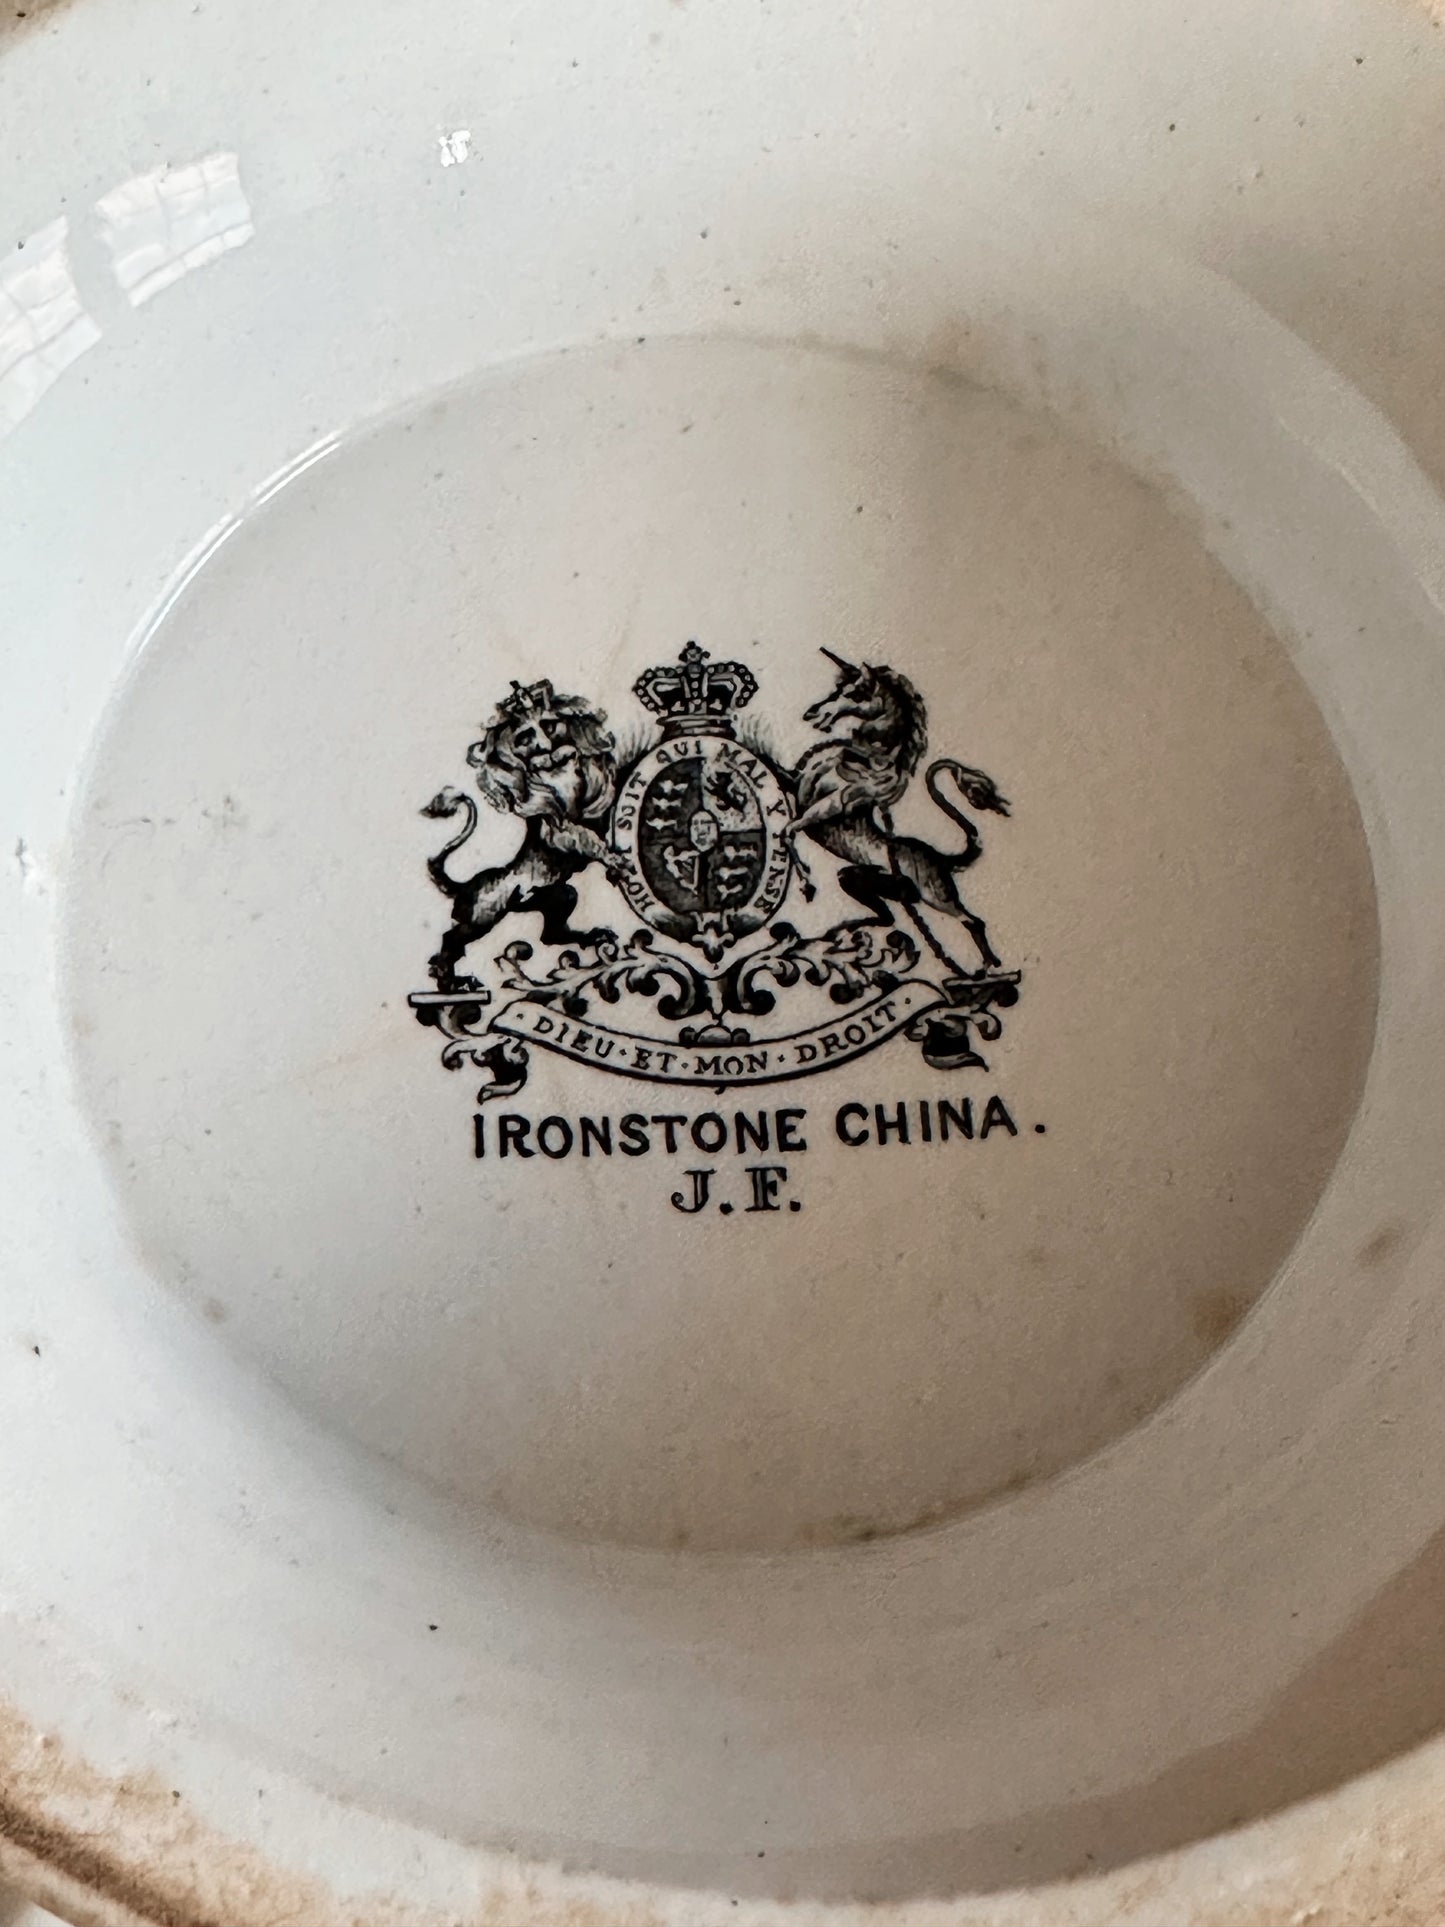 HONI SOIT QUI MAL Y PENSE
· DIEU · ET · MON · DROIT ·
IRONSTONE CHINA.
J.F.